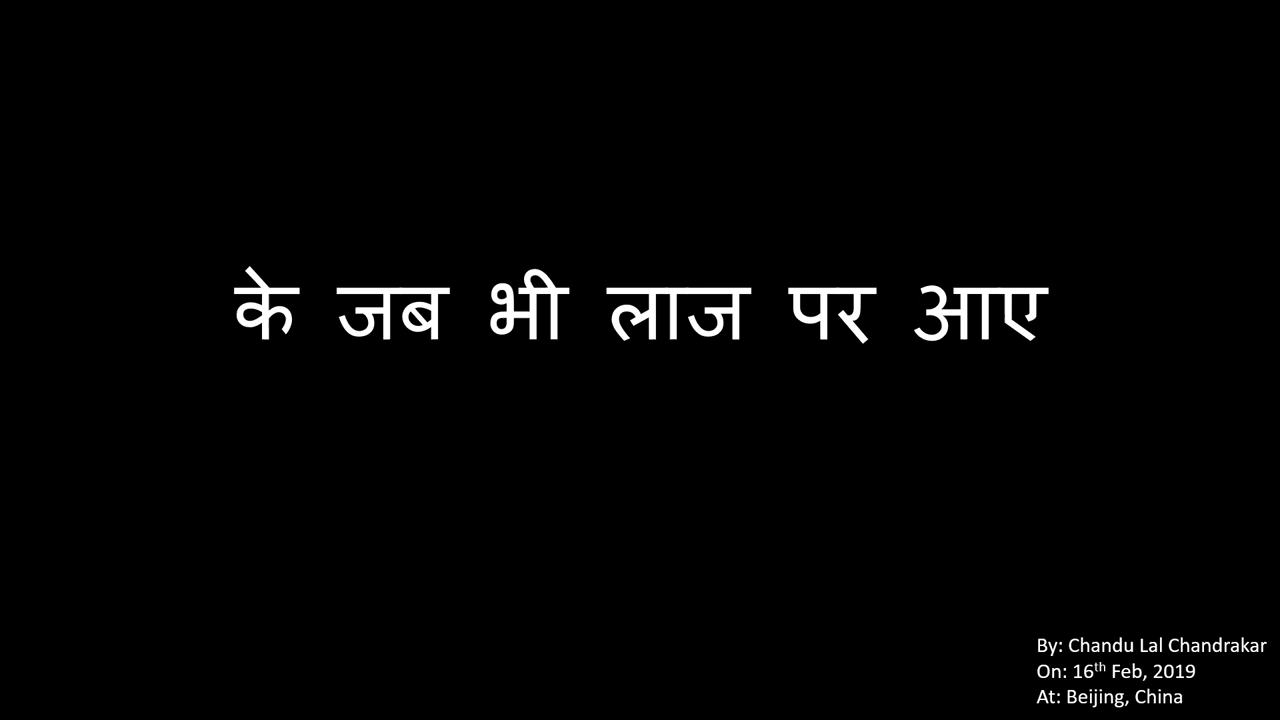 के जब भी लाज पर आए
By: Chandu Lal Chandrakar
On: 16th Feb, 2019
At: Beijing, China